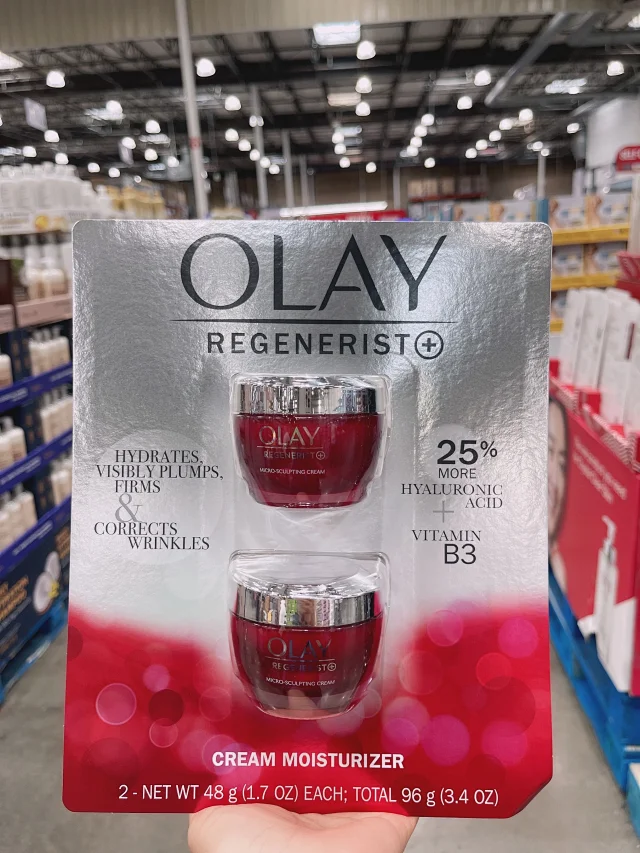 OLAY
REGENERIST+
OLAY
REGENERIST+
MICRO-SCULPTING CREAM
HYDRATES,
VISIBLY PLUMPS,
FIRMS
&
CORRECTS
WRINKLES
25%
MORE
HYALURONIC
ACID
+
VITAMIN
B3
OLAY
REGENERIST+
MICRO-SCULPTING CREAM
CREAM MOISTURIZER
2 - NET WT 48 g (1.7 OZ) EACH; TOTAL 96 g (3.4 OZ)